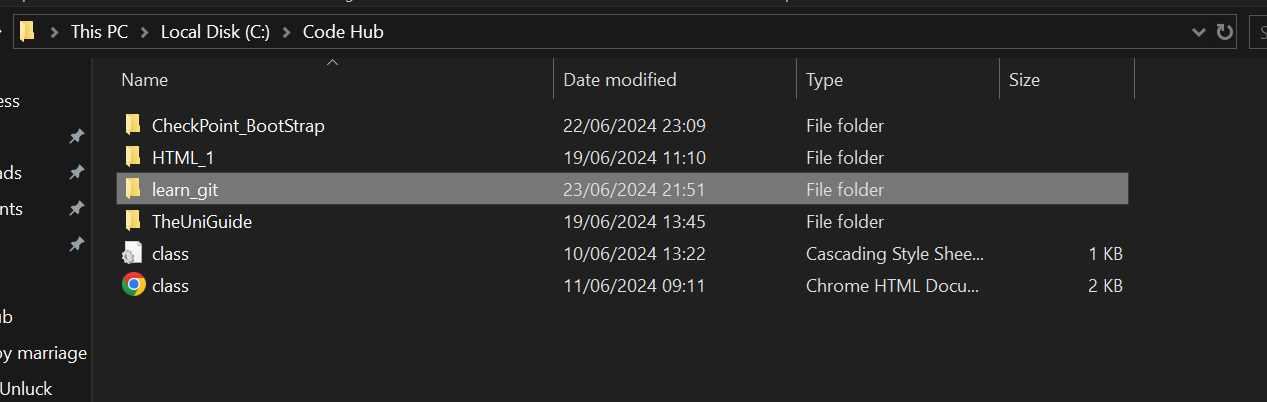 This PC > Local Disk (C:) > Code Hub
Name Date modified Type Size
ess
CheckPoint_BootStrap 22/06/2024 23:09 File folder
HTML_1 19/06/2024 11:10 File folder
ads
learn_git 23/06/2024 21:51 File folder
nts
TheUniGuide 19/06/2024 13:45 File folder
class 10/06/2024 13:22 Cascading Style Shee... 1 KB
class 11/06/2024 09:11 Chrome HTML Docu... 2 KB
ub
by marriage
Unluck